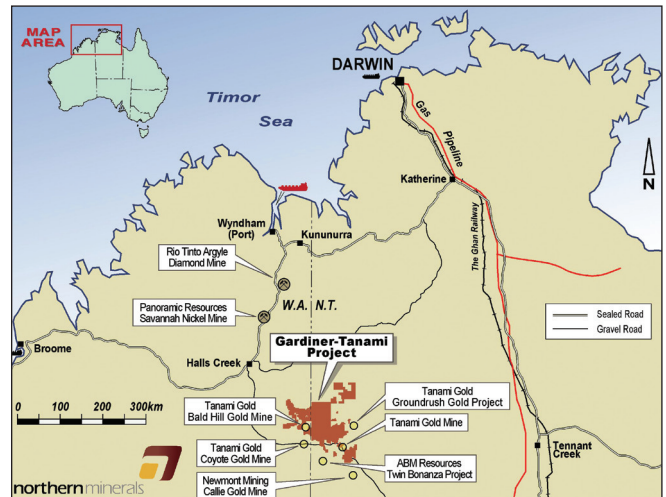 MAP
AREA
DARWIN
Timor
Sea
Gas
Pipeline
N
Katherine
Wyndham
(Port)
Kununurra
The Ghan Railway
Rio Tinto Argyle
Diamond Mine
W.A. N.T.
Panoramic Resources
Savannah Nickel Mine
Sealed Road
Gravel Road
Gardiner-Tanami
Project
Broome
Halls Creek
Tanami Gold
Groundrush Gold Project
Tanami Gold
Bald Hill Gold Mine
0 100 200 300km
Tanami Gold Mine
Tanami Gold
Coyote Gold Mine
Tennant
Creek
ABM Resources
Twin Bonanza Project
Newmont Mining
Callie Gold Mine
northernminerals